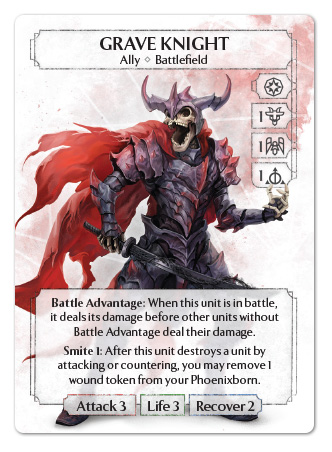 GRAVE KNIGHT
Ally ⟐ Battlefield
1
1
1
Battle Advantage: When this unit is in battle,
it deals its damage before other units without
Battle Advantage deal their damage.
Smite 1: After this unit destroys a unit by
attacking or countering, you may remove 1
wound token from your Phoenixborn.
Attack 3 Life 3 Recover 2